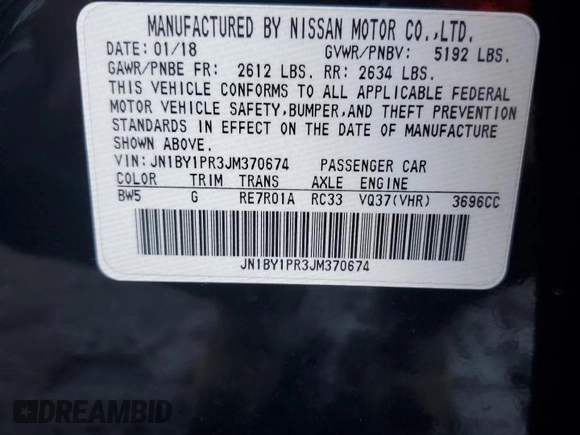 MANUFACTURED BY NISSAN MOTOR CO.,LTD.
DATE: 01/18 GVWR/PNBV: 5192 LBS.
GAWR/PNBE FR: 2612 LBS. RR: 2634 LBS.
THIS VEHICLE CONFORMS TO ALL APPLICABLE FEDERAL
MOTOR VEHICLE SAFETY,BUMPER,AND THEFT PREVENTION
STANDARDS IN EFFECT ON THE DATE OF MANUFACTURE
SHOWN ABOVE.
VIN: JN1BY1PR3JM370674 PASSENGER CAR
COLOR TRIM TRANS AXLE ENGINE
BW5 G RE7R01A RC33 VQ37(VHR) 3696CC
JN1BY1PR3JM370674
DREAMBID